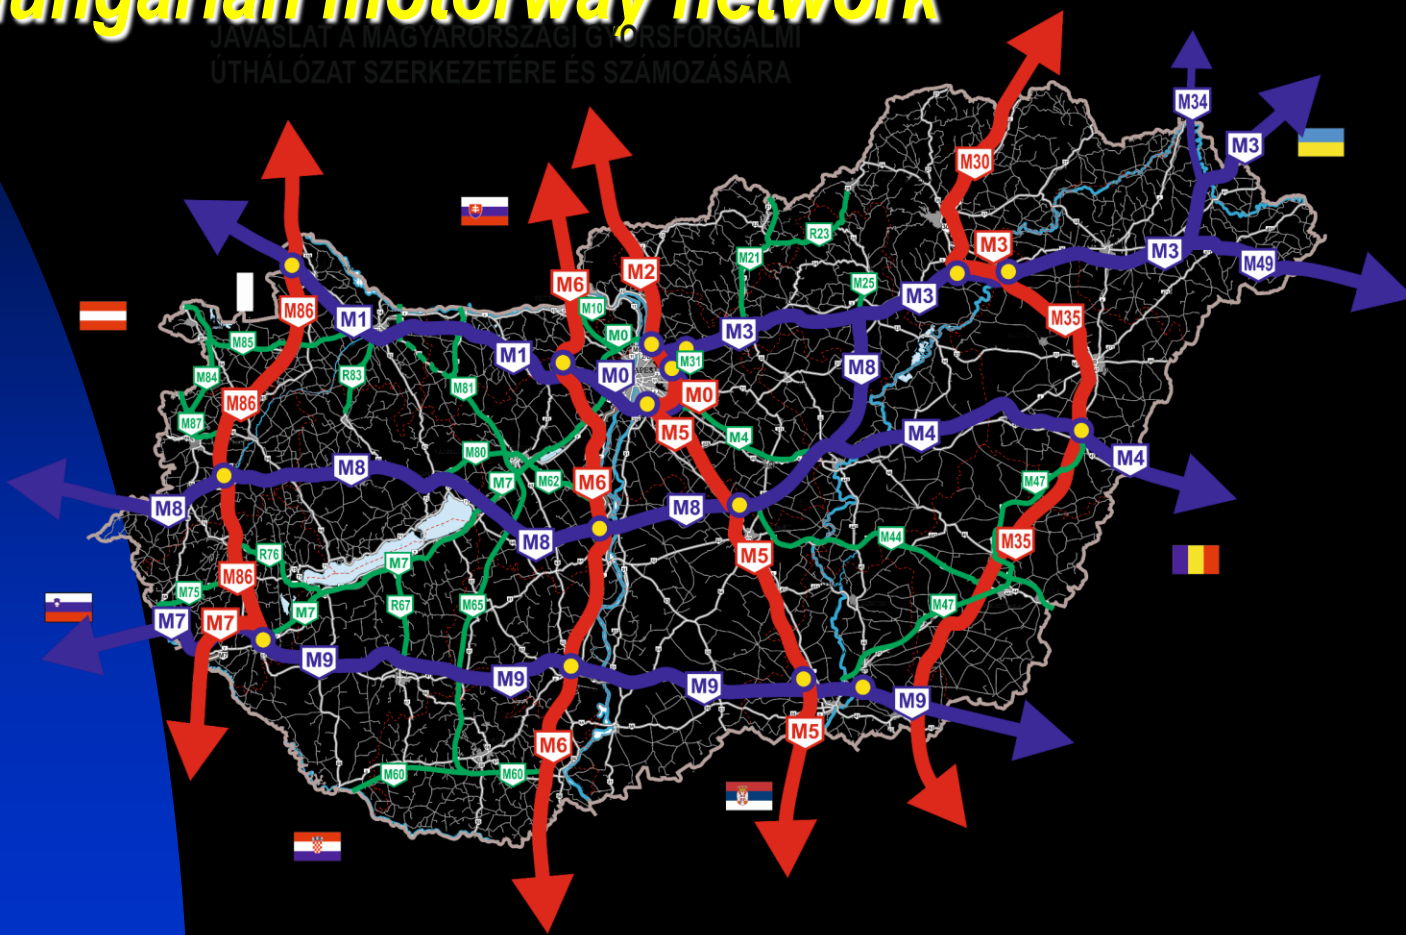 Hungarian motorway network
JAVASLAT A MAGYARORSZÁGI GYORSFORGALMI
ÚTHÁLÓZAT SZERKEZETÉRE ÉS SZÁMOZÁSÁRA
M34
M3
M30
M2
M6
M3
M3
M49
R23
M21
M25
M3
M86
M1
M10
M0
M3
M35
M85
M1
M0
M31
M8
M84
R83
M81
M0
M86
M87
M5
M4
M4
M80
M4
M8
M7
M62
M6
M47
M8
M8
M8
M44
M35
R76
M7
M5
M86
M75
R67
M65
M47
M7
M7
M7
M9
M9
M9
M9
M6
M5
M60
M60